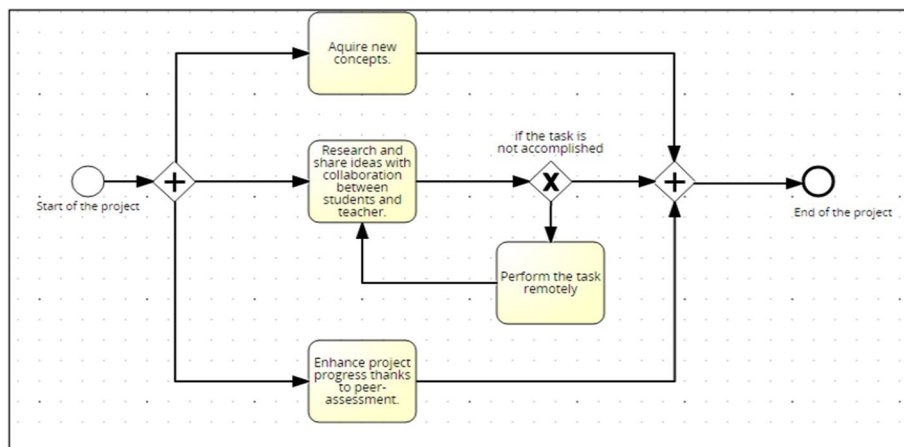 Aquire new
concepts.
if the task is
not accomplished
Research and
share ideas with
collaboration
between
students and
teacher.
Start of the project
End of the project
Perform the task
remotely
Enhance project
progress thanks
to peer-
assessment.